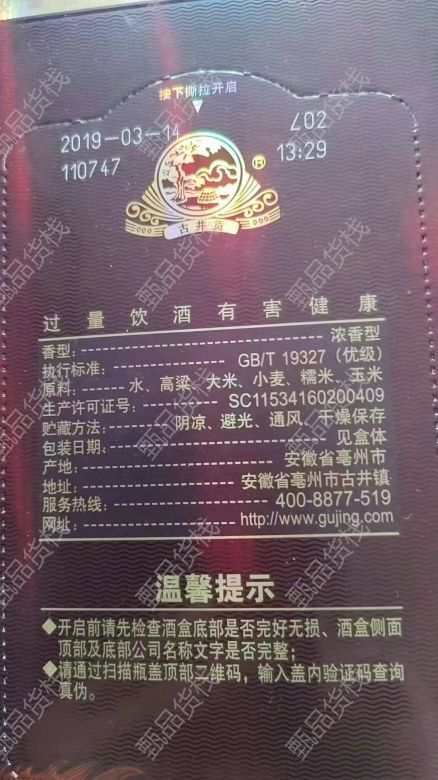 按下撕拉开启
2019-03-14 L02
110747 13:29
R
古井贡
过量饮酒有害健康
香型：浓香型
执行标准：GB/T 19327（优级）
原料：水、高粱、大米、小麦、糯米、玉米
生产许可证号：SC11534160200409
贮藏方法：阴凉、避光、通风、干燥保存
包装日期：见盒体
产地：安徽省亳州市
地址：安徽省亳州市古井镇
服务热线：400-8877-519
网址：http://www.gujing.com
温馨提示
◆开启前请先检查酒盒底部是否完好无损、酒盒侧面
顶部及底部公司名称文字是否完整；
◆请通过扫描瓶盖顶部二维码，输入盖内验证码查询
真伪。
甄品货栈